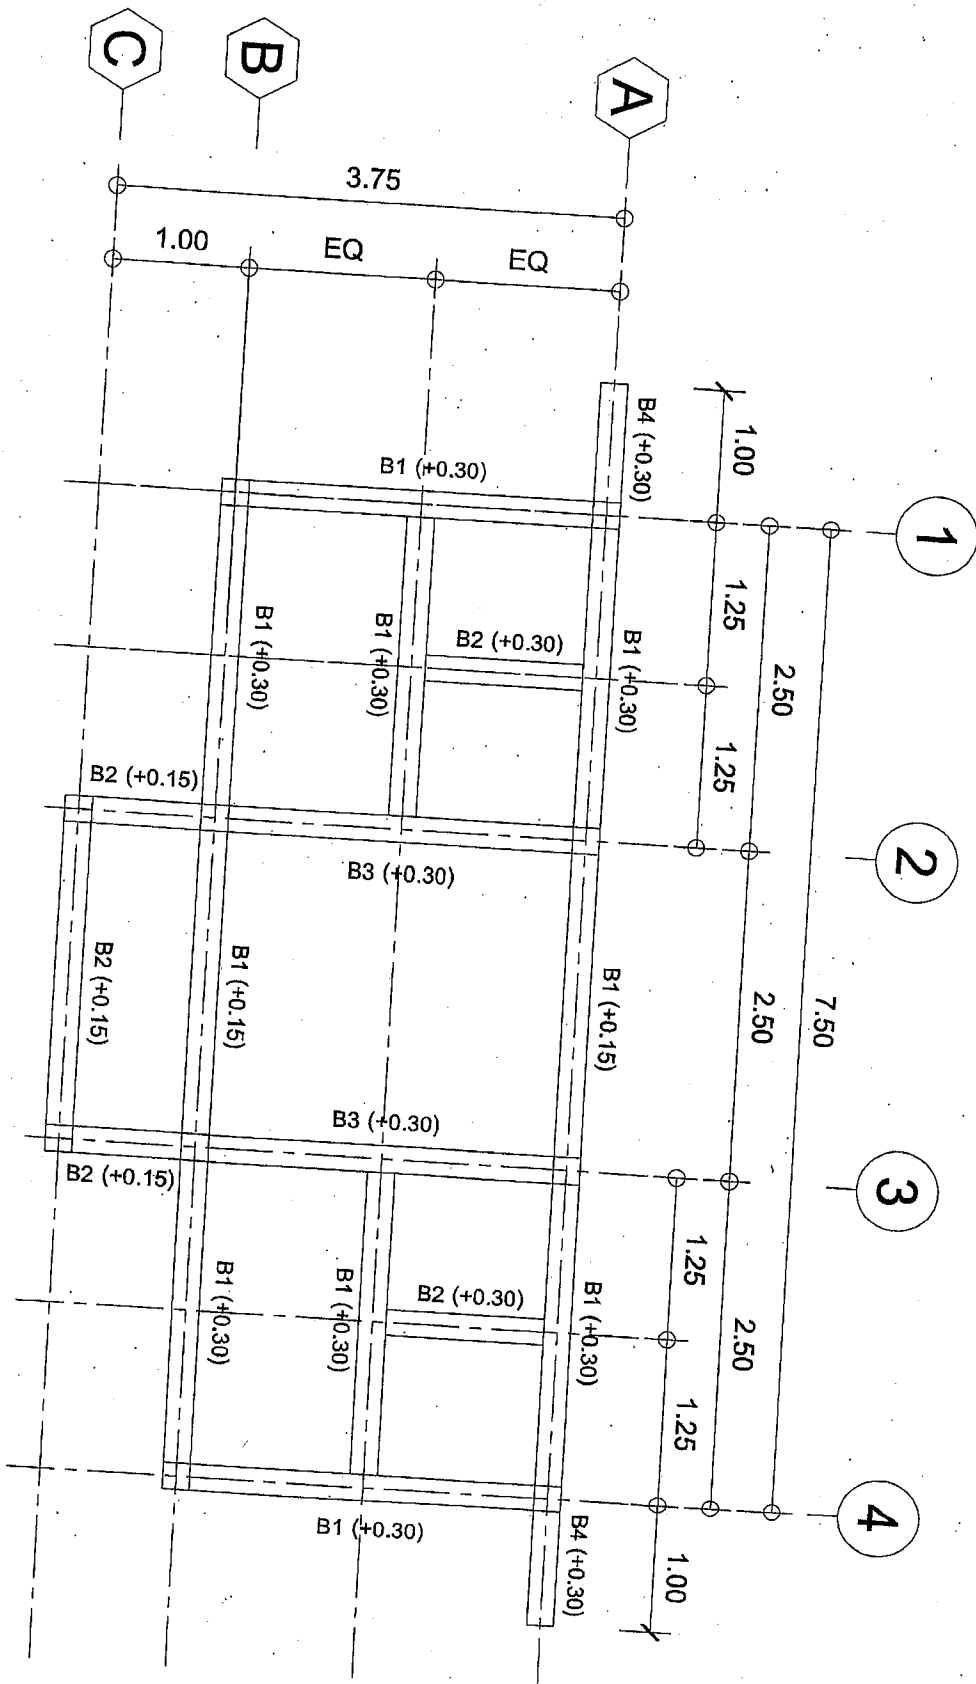 C
B
A
3.75
1.00
EQ
EQ
1.00
1.25
1.25
2.50
7.50
2.50
1.25
1.25
2.50
1.00
1
2
3
4
B4 (+0.30)
B1 (+0.30)
B1 (+0.30)
B1 (+0.30)
B2 (+0.30)
B1 (+0.30)
B2 (+0.15)
B3 (+0.30)
B2 (+0.15)
B1 (+0.15)
B1 (+0.15)
B3 (+0.30)
B2 (+0.15)
B1 (+0.30)
B1 (+0.30)
B2 (+0.30)
B1 (+0.30)
B1 (+0.30)
B4 (+0.30)